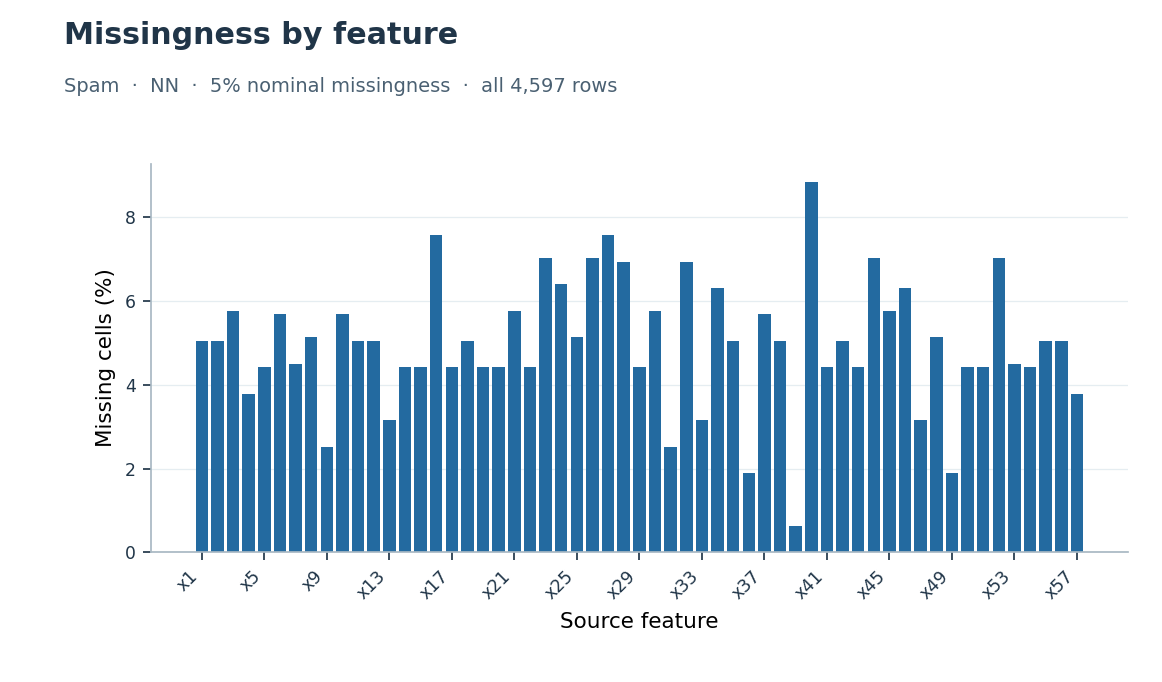 Missingness by feature
Spam · NN · 5% nominal missingness · all 4,597 rows
Missing cells (%)
8
6
4
2
0
x1 x5 x9 x13 x17 x21 x25 x29 x33 x37 x41 x45 x49 x53 x57
Source feature